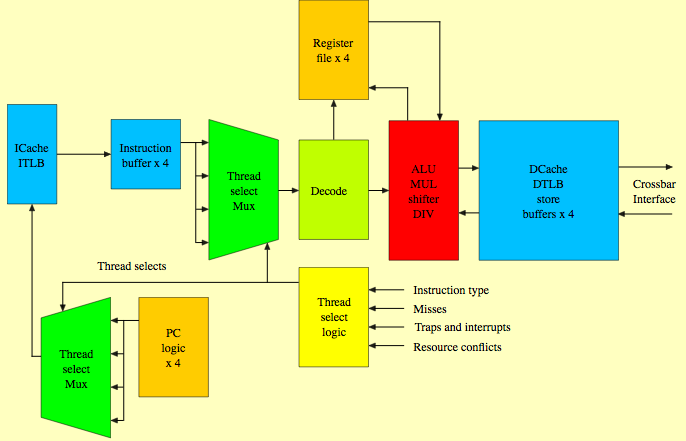 Register
file x 4
ICache
ITLB
Instruction
buffer x 4
Thread
select
Mux
Decode
ALU
MUL
shifter
DIV
DCache
DTLB
store
buffers x 4
Crossbar
Interface
Thread selects
Thread
select
logic
Instruction type
Misses
Traps and interrupts
Resource conflicts
Thread
select
Mux
PC
logic
x 4